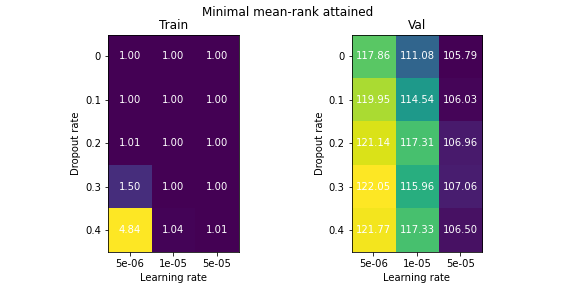 Minimal mean-rank attained
Train
Dropout rate
0 1.00 1.00 1.00
0.1 1.00 1.00 1.00
0.2 1.01 1.00 1.00
0.3 1.50 1.00 1.00
0.4 4.84 1.04 1.01
5e-06 1e-05 5e-05
Learning rate
Val
Dropout rate
0 117.86 111.08 105.79
0.1 119.95 114.54 106.03
0.2 121.14 117.31 106.96
0.3 122.05 115.96 107.06
0.4 121.77 117.33 106.50
5e-06 1e-05 5e-05
Learning rate